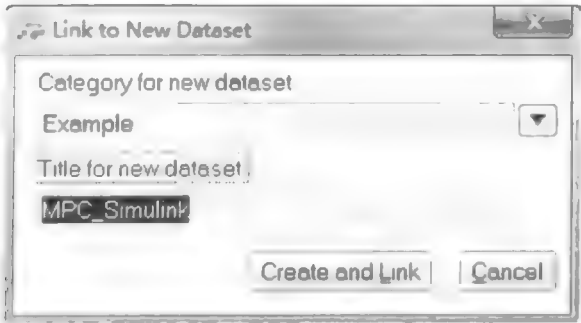 Link to New Dataset
Category for new dataset
Example
Title for new dataset
MPC_Simulink
Create and Link Cancel